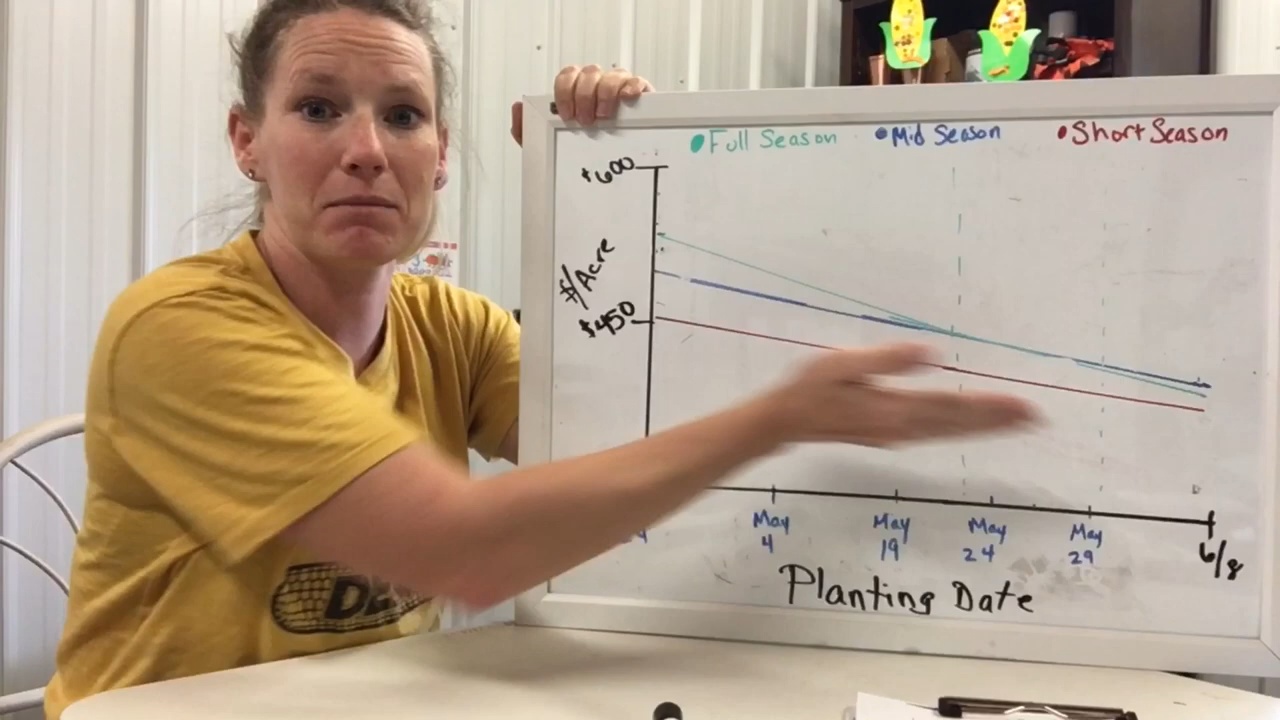 Full Season
Mid Season
Short Season
$600
$/Acre
$450
May 4
May 19
May 24
May 29
6/8
Planting Date